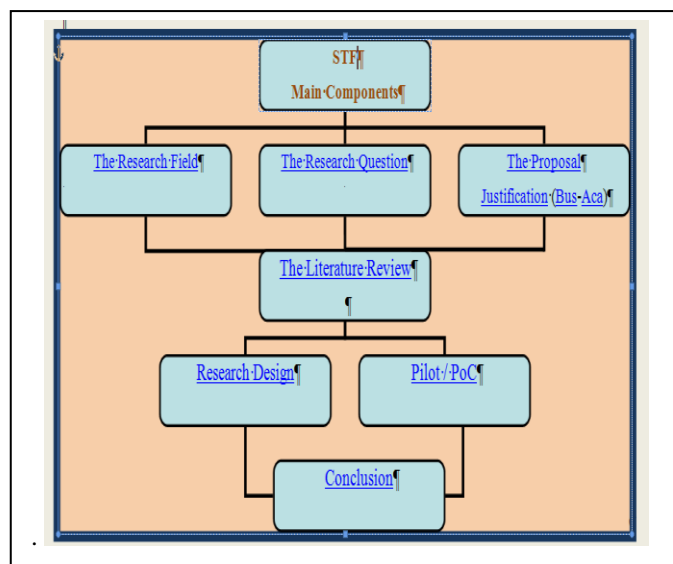 STF¶
Main·Components¶
The·Research·Field¶
The·Research·Question¶
The·Proposal¶
Justification·(Bus-Aca)¶
The·Literature·Review¶
¶
Research·Design¶
Pilot·/·PoC¶
Conclusion¶
.